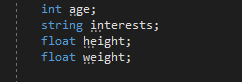 int age;
string interests;
float height;
float weight;